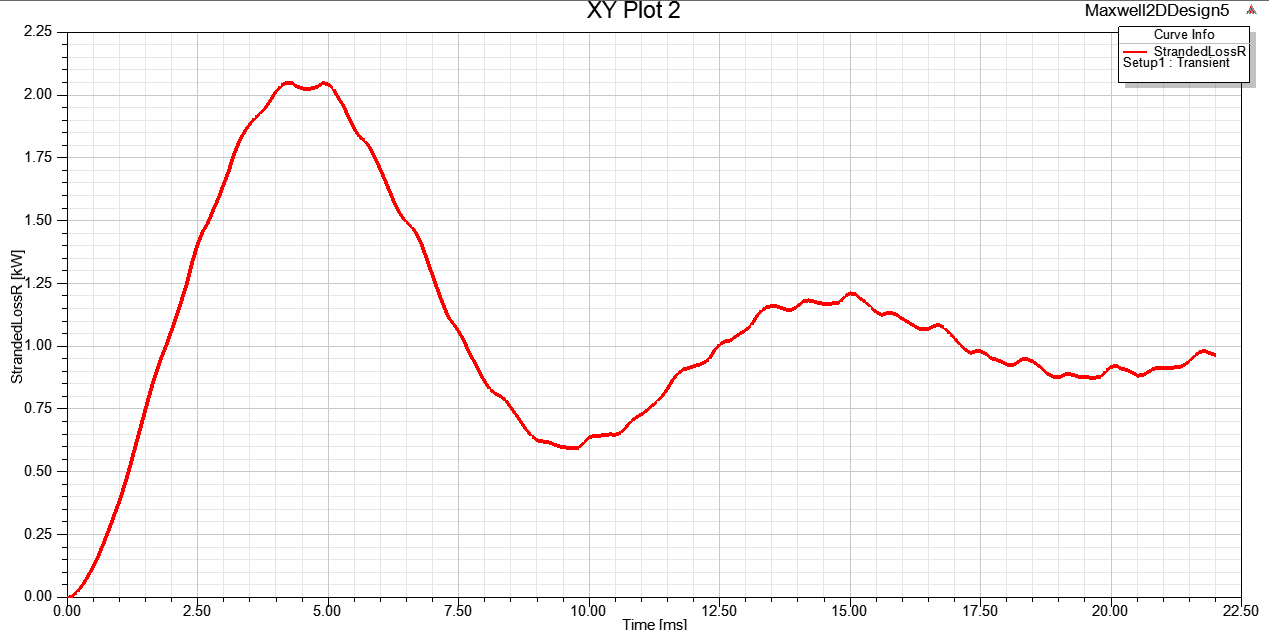 XY Plot 2
Maxwell2DDesign5
Curve Info
StrandedLossR
Setup1 : Transient
2.25
2.00
1.75
1.50
1.25
1.00
0.75
0.50
0.25
0.00
StrandedLossR [kW]
0.00 2.50 5.00 7.50 10.00 12.50 15.00 17.50 20.00 22.50
Time [ms]